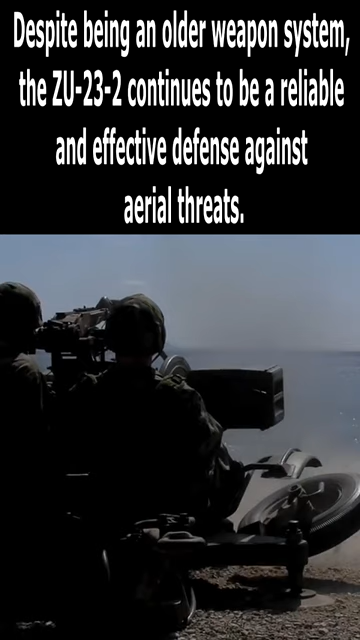 Despite being an older weapon system,
the ZU-23-2 continues to be a reliable
and effective defense against
aerial threats.